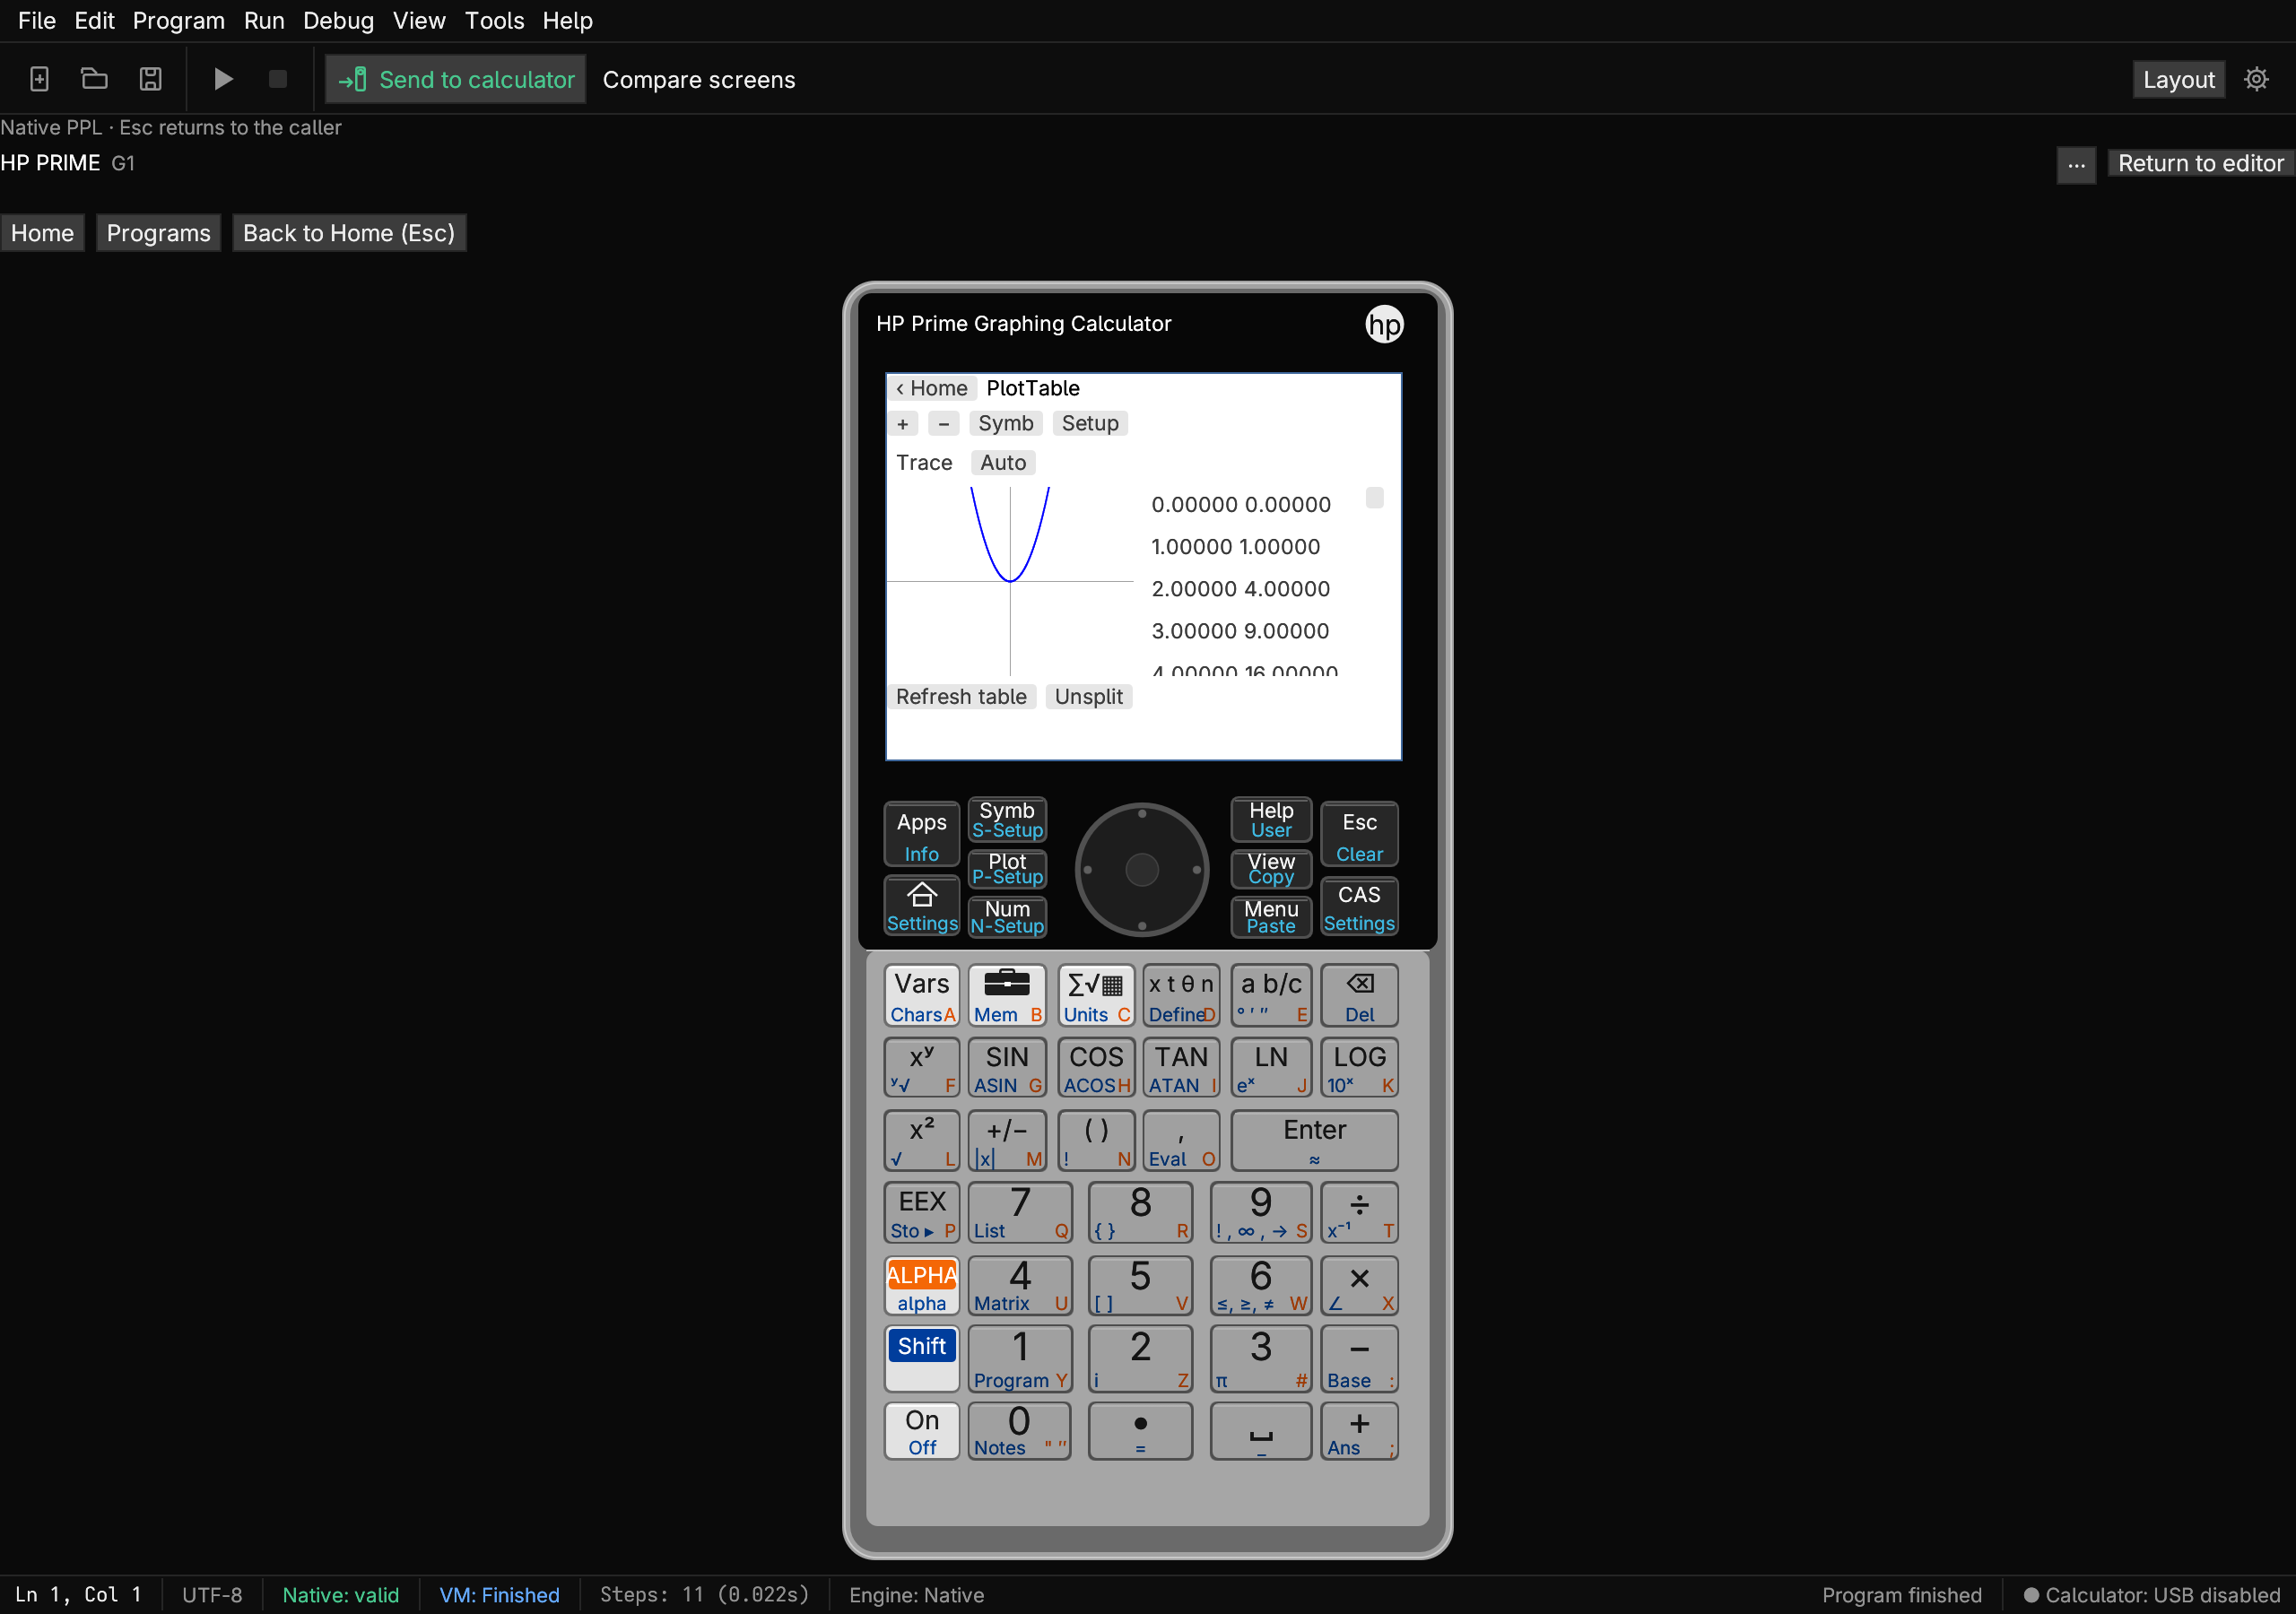 File Edit Program Run Debug View Tools Help
Send to calculator Compare screens Layout
Native PPL · Esc returns to the caller
HP PRIME G1 ... Return to editor
Home Programs Back to Home (Esc)
HP Prime Graphing Calculator hp
‹ Home PlotTable
+ − Symb Setup
Trace Auto
0.00000 0.00000
1.00000 1.00000
2.00000 4.00000
3.00000 9.00000
4.00000 16.00000
Refresh table Unsplit
Apps Symb Help Esc
Info S-Setup User Clear
Plot View
P-Setup Copy
Num Menu CAS
Settings N-Setup Paste Settings
Vars ∑√▦ x t θ n a b/c ⌫
Chars A Mem B Units C Define D ° ′ ″ E Del
xʸ SIN COS TAN LN LOG
ʸ√ F ASIN G ACOS H ATAN I eˣ J 10ˣ K
x² +/− ( ) , Enter
√ L |x| M ! N Eval O ≈
EEX 7 8 9 ÷
Sto ▸ P List Q { } R ! , ∞ , → S x⁻¹ T
ALPHA 4 5 6 ×
alpha Matrix U [ ] V ≤, ≥, ≠ W ∠ X
Shift 1 2 3 −
Program Y i Z π # Base :
On 0 • ⎵ +
Off Notes " ″ = _ Ans ;
Ln 1, Col 1 UTF-8 Native: valid VM: Finished Steps: 11 (0.022s) Engine: Native Program finished Calculator: USB disabled